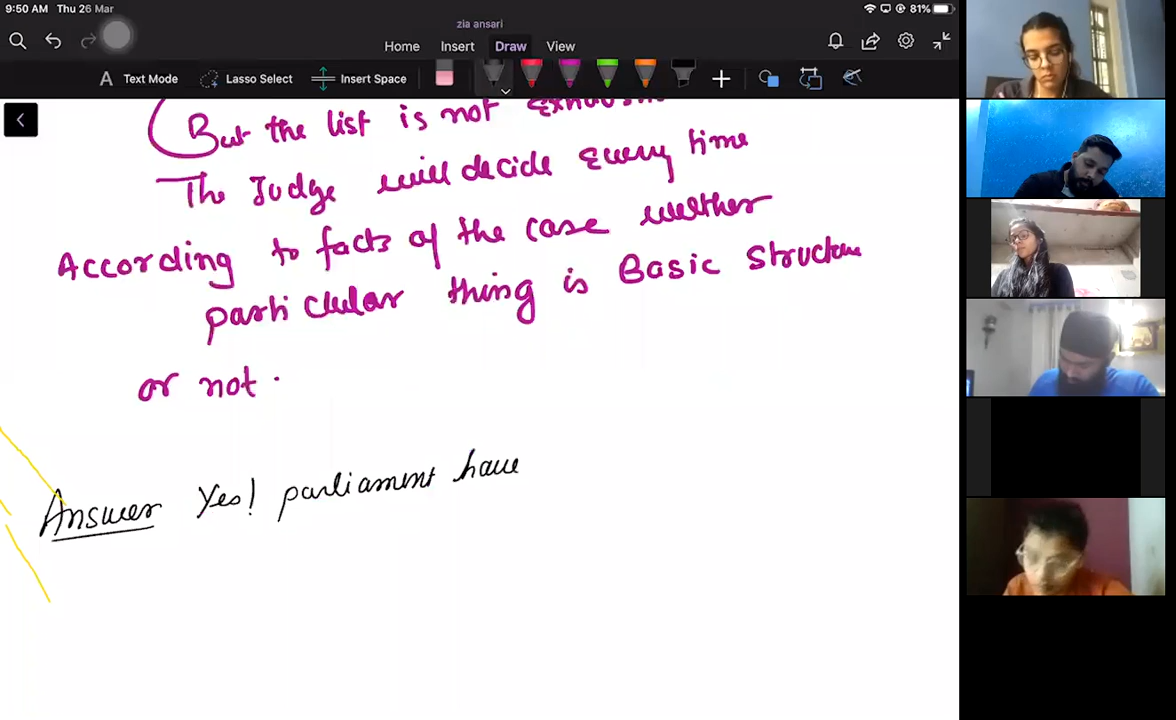 9:50 AM Thu 26 Mar
81%
zia ansari
Home Insert Draw View
Text Mode Lasso Select Insert Space
But the list is not
The Judge will decide Every time
According to facts of the case wether
particular thing is Basic Structure
or not.
Answer Yes! parliament have